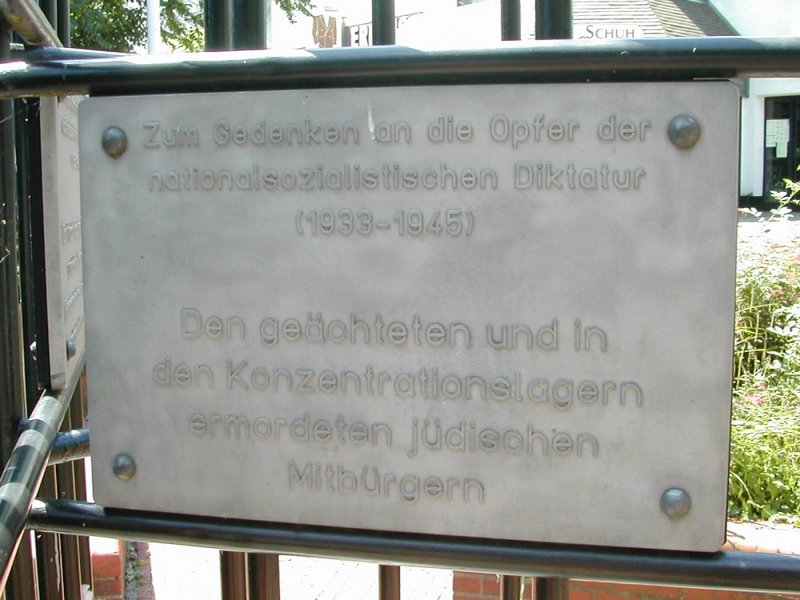 SCHUH
Zum Gedenken an die Opfer der
nationalsozialistischen Diktatur
(1933-1945)
Den geächteten und in
den Konzentrationslagern
ermordeten jüdischen
Mitbürgern